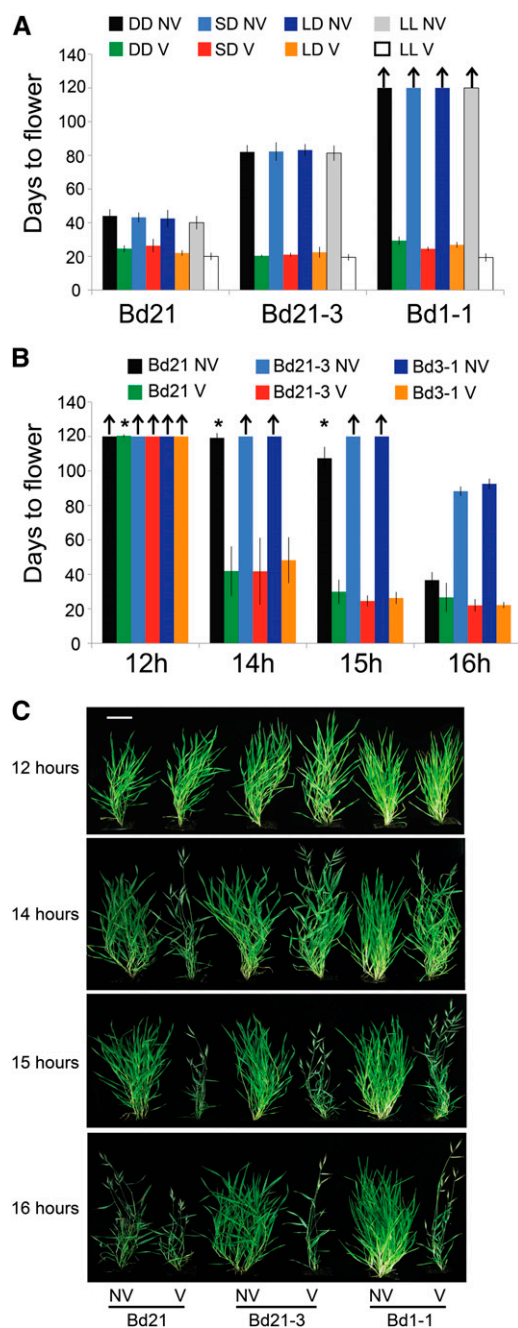 A
DD NV SD NV LD NV LL NV
DD V SD V LD V LL V
Days to flower
140
120
100
80
60
40
20
0
Bd21 Bd21-3 Bd1-1
B
Bd21 NV Bd21-3 NV Bd3-1 NV
Bd21 V Bd21-3 V Bd3-1 V
Days to flower
140
120
100
80
60
40
20
0
* * *
12h 14h 15h 16h
C
12 hours
14 hours
15 hours
16 hours
NV V NV V NV V
Bd21 Bd21-3 Bd1-1